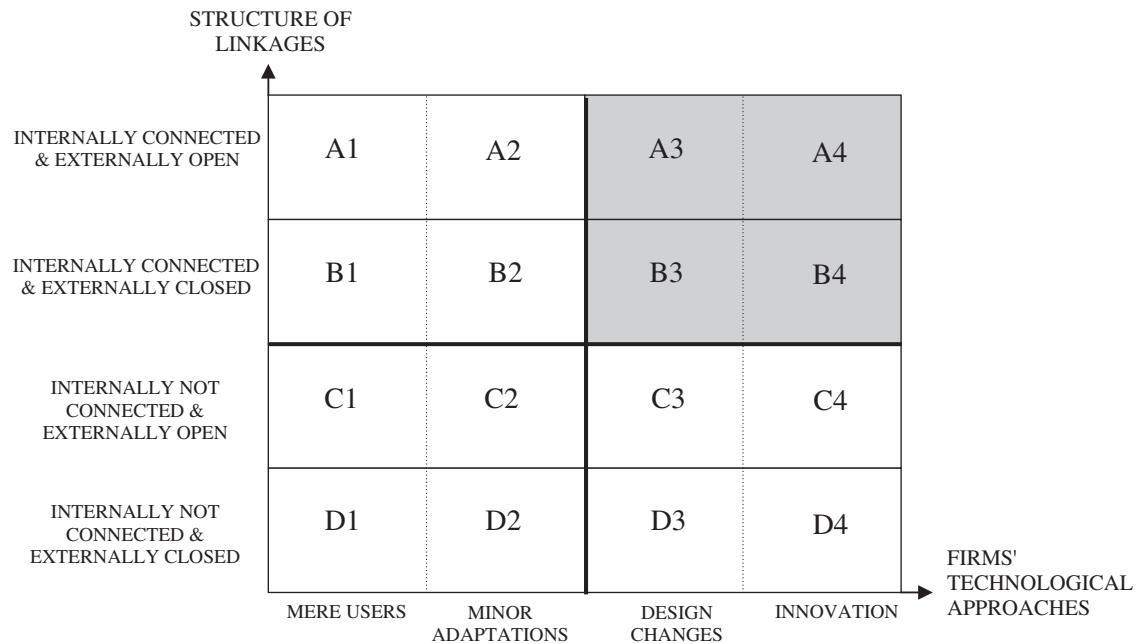 STRUCTURE OF
LINKAGES
INTERNALLY CONNECTED
& EXTERNALLY OPEN
A1
A2
A3
A4
INTERNALLY CONNECTED
& EXTERNALLY CLOSED
B1
B2
B3
B4
INTERNALLY NOT
CONNECTED &
EXTERNALLY OPEN
C1
C2
C3
C4
INTERNALLY NOT
CONNECTED &
EXTERNALLY CLOSED
D1
D2
D3
D4
FIRMS'
TECHNOLOGICAL
APPROACHES
MERE USERS
MINOR
ADAPTATIONS
DESIGN
CHANGES
INNOVATION